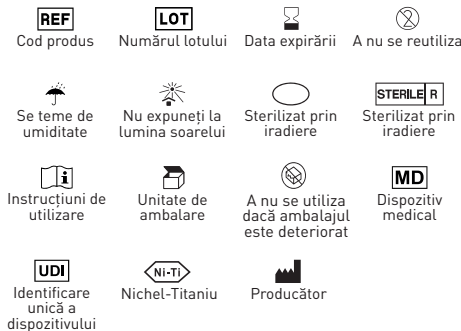 REF
LOT
Cod produs
Numărul lotului
Data expirării
A nu se reutiliza
2
STERILE R
Se teme de
umiditate
Nu expuneți la
lumina soarelui
Sterilizat prin
iradiere
Sterilizat prin
iradiere
i
MD
Instrucțiuni de
utilizare
Unitate de
ambalare
A nu se utiliza
dacă ambalajul
este deteriorat
Dispozitiv
medical
UDI
Ni-Ti
Identificare
unică a
dispozitivului
Nichel-Titaniu
Producător